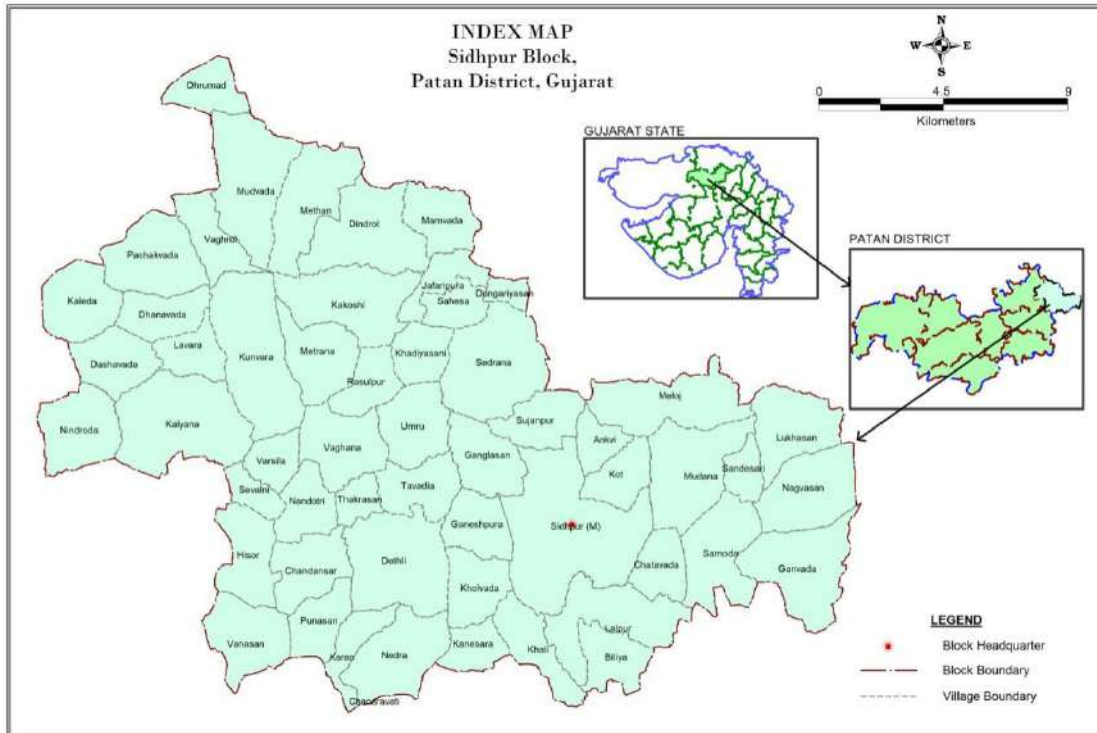 INDEX MAP
Sidhpur Block,
Patan District, Gujarat
N
W E
S
0 4.5 9
Kilometers
GUJARAT STATE
PATAN DISTRICT
Dhrumad
Mudvada
Methan
Dindrol
Mamvada
Vaghrol
Pachakvada
Kaleda
Dhanavada
Kakoshi
Jafaripura
Sahesa
Dungariyasan
Lavara
Dashavada
Kunvara
Metrana
Khadiyasani
Sedrana
Rasulpur
Nindroda
Kalyana
Umru
Sujanpur
Meloj
Ankvi
Lukhasan
Vaghana
Varsila
Ganglasan
Kot
Mudana
Sandesari
Nagvasan
Sevalni
Nandotri
Thakrasan
Tavadia
Ganeshpura
Sidhpur (M)
Hisor
Chandansar
Dethli
Kholvada
Chatavada
Samoda
Ganvada
Punasan
Vanasan
Karan
Nedra
Kanesara
Khali
Lalpur
Biliya
Chandravati
LEGEND
Block Headquarter
Block Boundary
Village Boundary